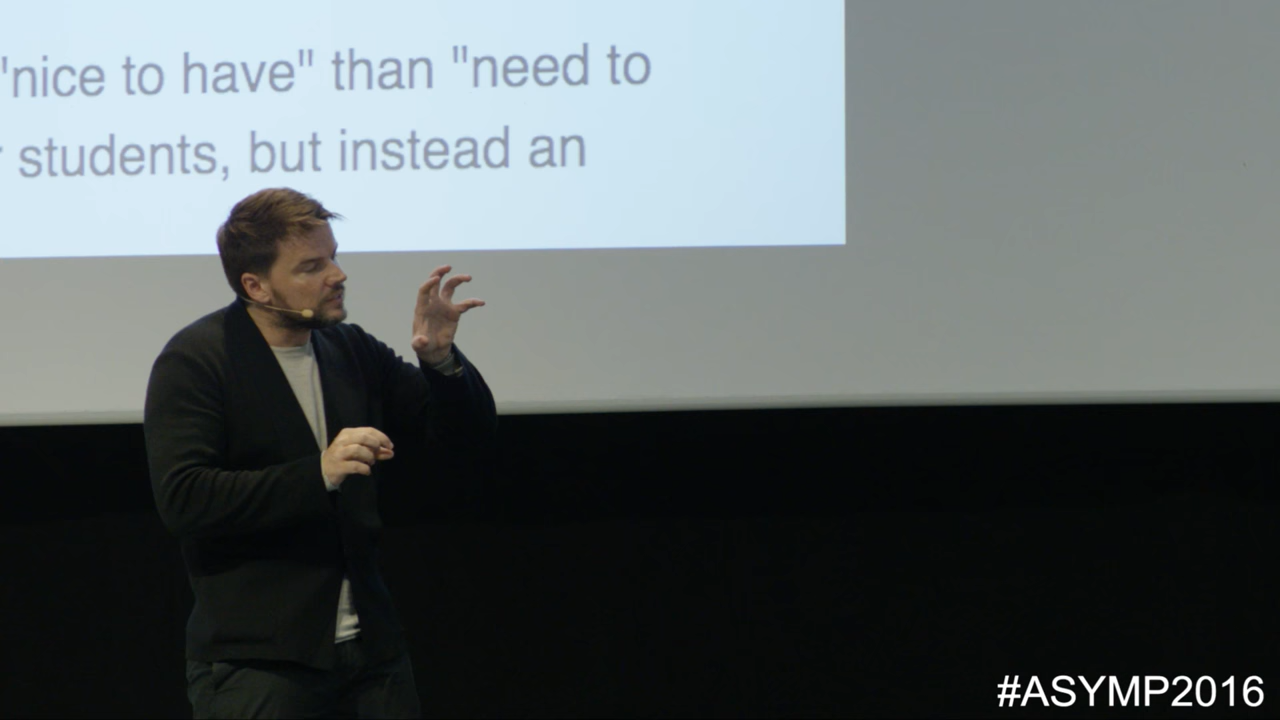 "nice to have" than "need to
students, but instead an
#ASYMP2016